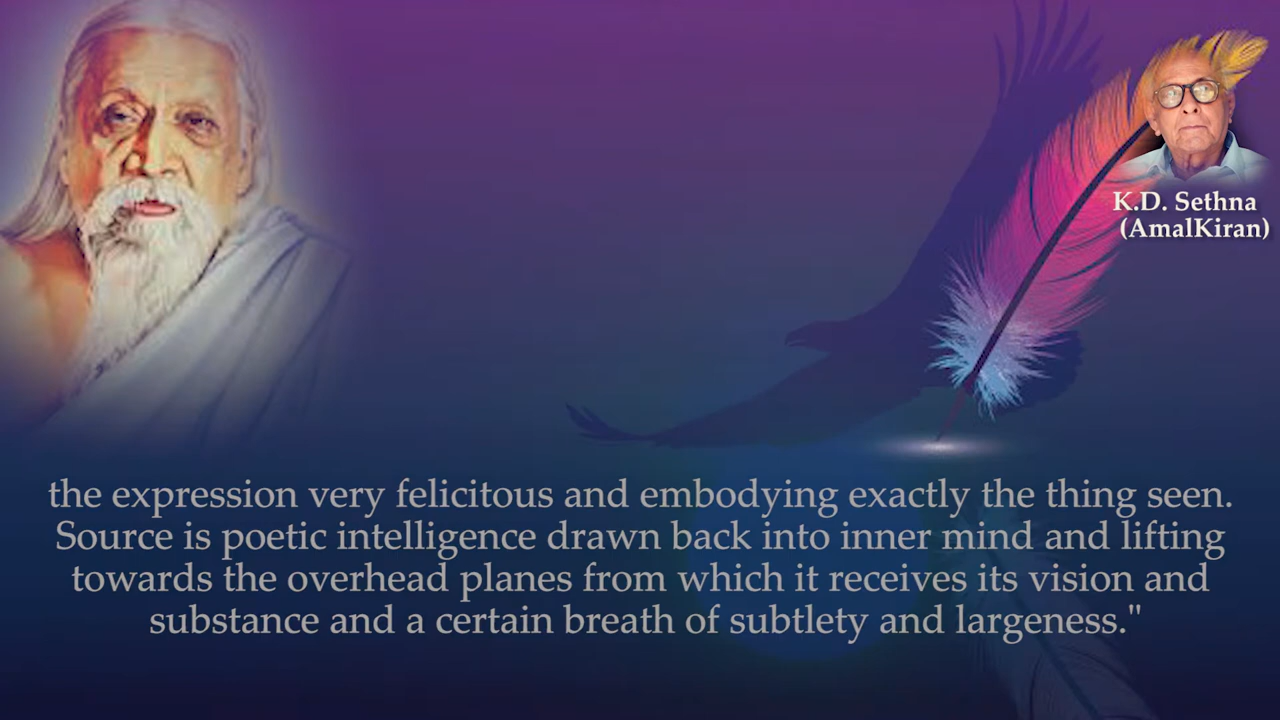 K.D. Sethna
(AmalKiran)
the expression very felicitous and embodying exactly the thing seen.
Source is poetic intelligence drawn back into inner mind and lifting
towards the overhead planes from which it receives its vision and
substance and a certain breath of subtlety and largeness."